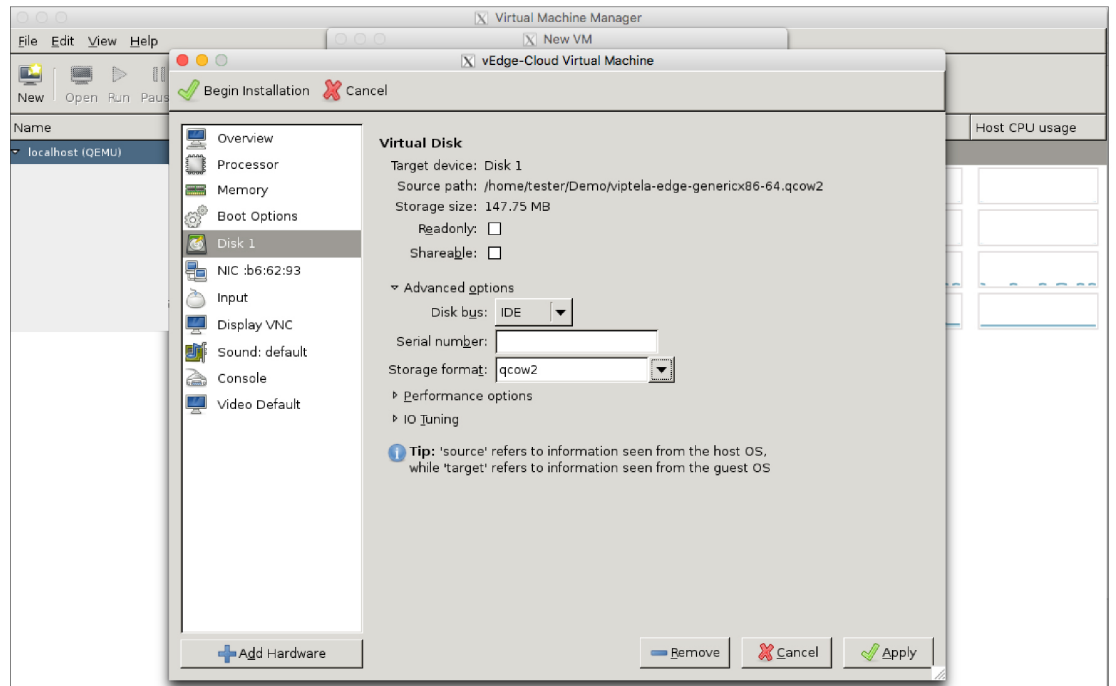 Virtual Machine Manager
File Edit View Help
New VM
vEdge-Cloud Virtual Machine
New Open Run Paus
Begin Installation Cancel
Name
Host CPU usage
localhost (QEMU)
Overview
Processor
Memory
Boot Options
Disk 1
NIC :b6:62:93
Input
Display VNC
Sound: default
Console
Video Default
Add Hardware
Virtual Disk
Target device: Disk 1
Source path: /home/tester/Demo/viptela-edge-genericx86-64.qcow2
Storage size: 147.75 MB
Readonly:
Shareable:
Advanced options
Disk bus: IDE
Serial number:
Storage format: qcow2
Performance options
IO Tuning
Tip: 'source' refers to information seen from the host OS,
while 'target' refers to information seen from the guest OS
Remove Cancel Apply